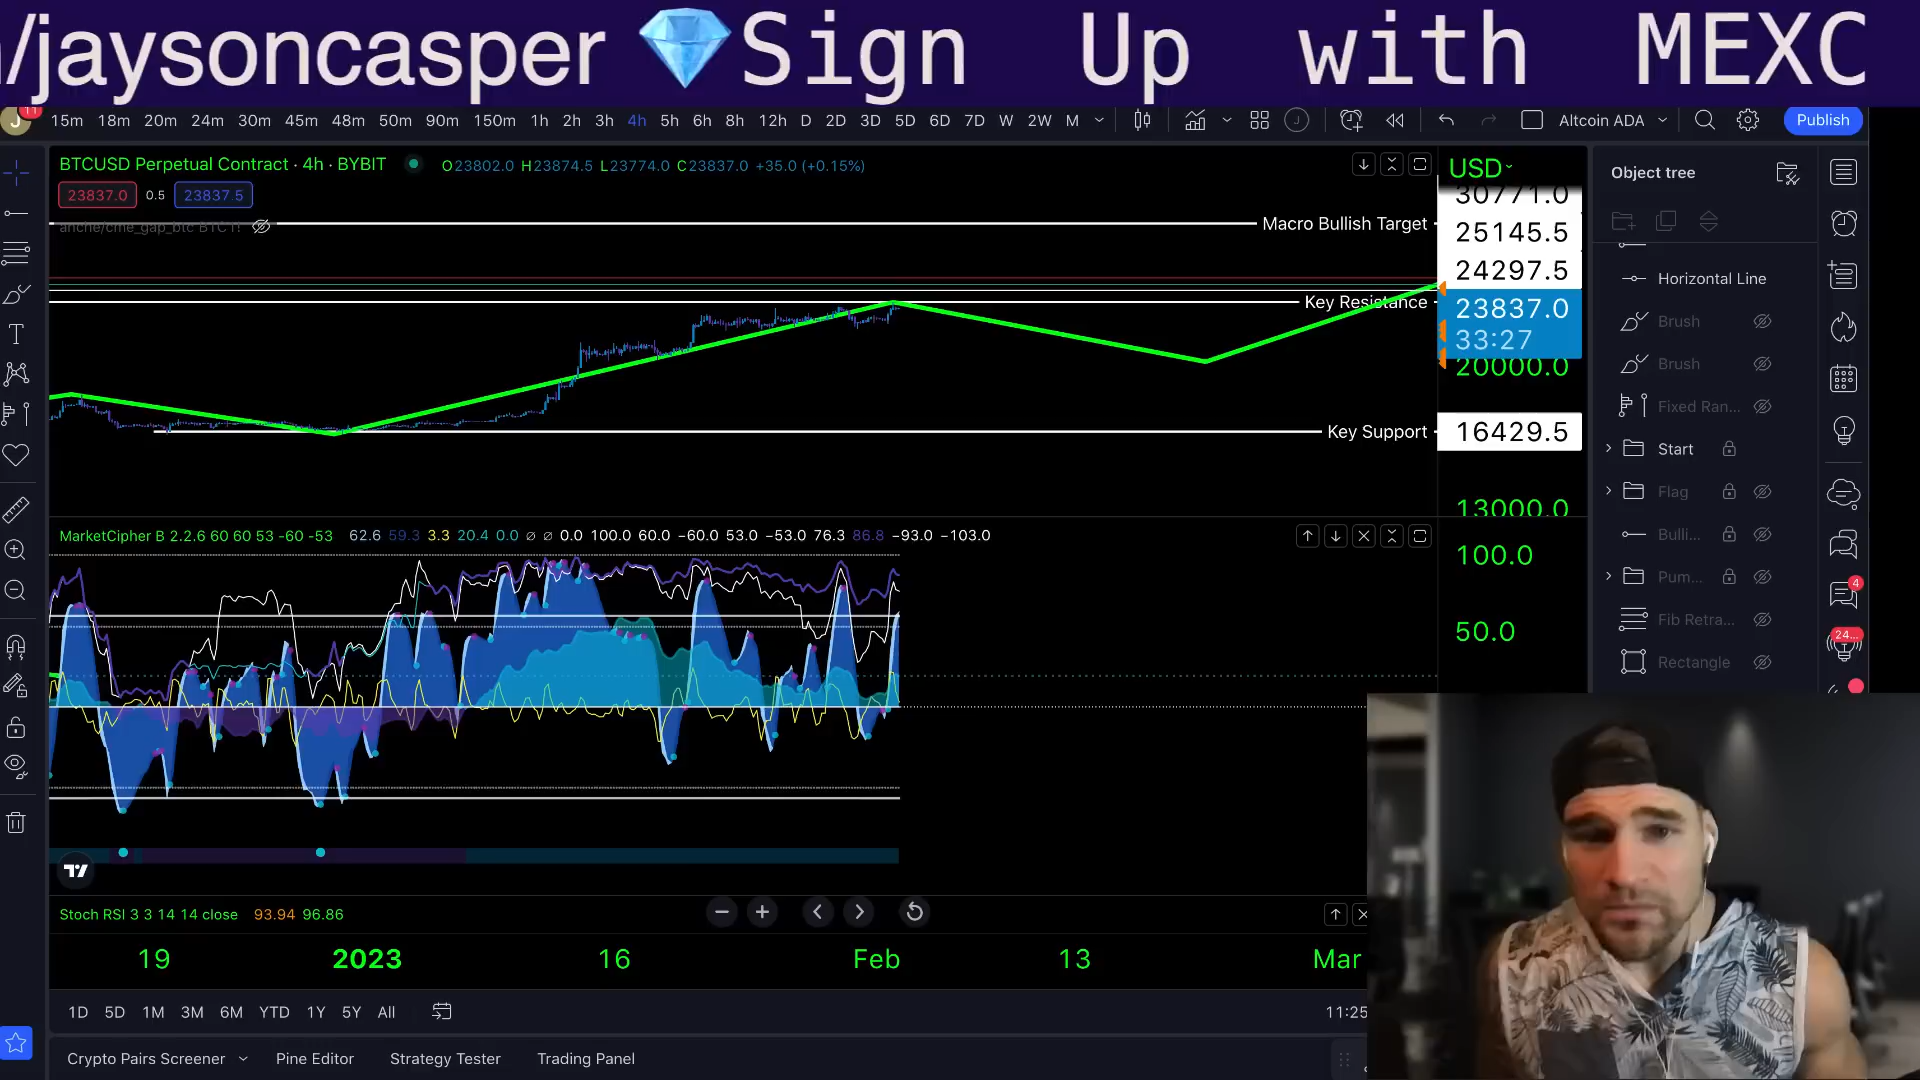 /jaysoncasper 💎Sign Up with MEXC
J 11 15m 18m 20m 24m 30m 45m 48m 50m 90m 150m 1h 2h 3h 4h 5h 6h 8h 12h D 2D 3D 5D 6D 7D W 2W M J Altcoin ADA Publish
BTCUSD Perpetual Contract · 4h · BYBIT O23802.0 H23874.5 L23774.0 C23837.0 +35.0 (+0.15%) USD
23837.0 0.5 23837.5
30771.0
Macro Bullish Target 25145.5
24297.5
Key Resistance 23837.0
33:27
20000.0
Key Support 16429.5
13000.0
MarketCipher B 2.2.6 60 60 53 -60 -53 62.6 59.3 3.3 20.4 0.0 ∅ ∅ 0.0 100.0 60.0 −60.0 53.0 −53.0 76.3 86.8 −93.0 −103.0
100.0
50.0
Stoch RSI 3 3 14 14 close 93.94 96.86
19 2023 16 Feb 13 Mar
1D 5D 1M 3M 6M YTD 1Y 5Y All 11:25
Crypto Pairs Screener Pine Editor Strategy Tester Trading Panel
Object tree
Horizontal Line
Brush
Brush
Fixed Ran...
Start
Flag
Bulli...
Pum...
Fib Retra...
Rectangle
4
24...